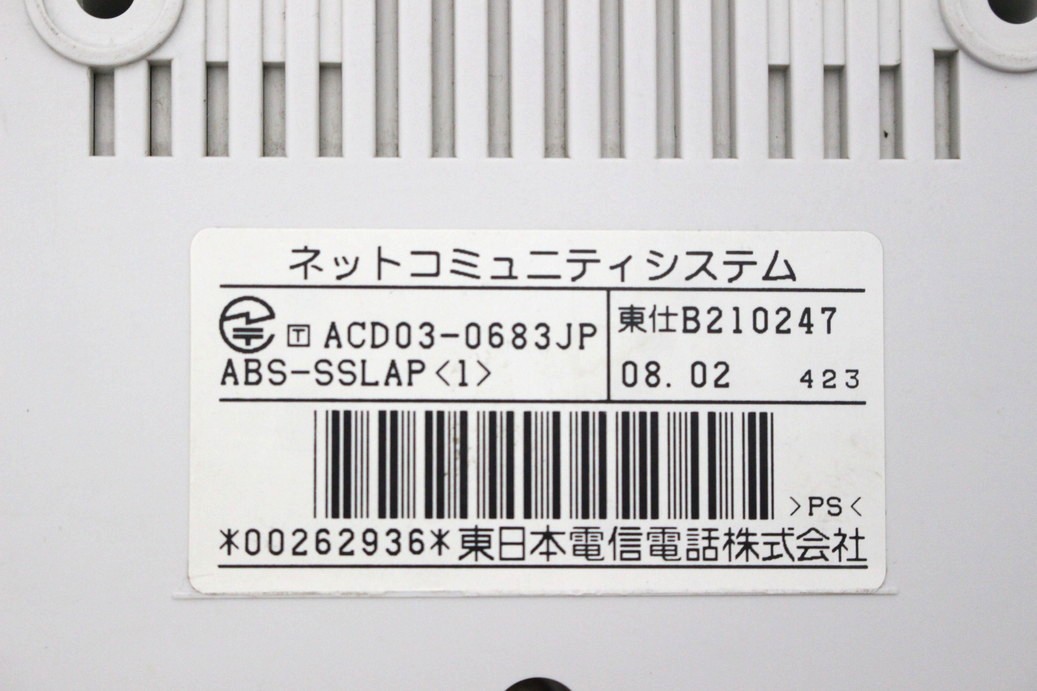 ネットコミュニティシステム
T ACD03-0683JP
ABS-SSLAP<1>
東仕B210247
08.02 423
>PS<
*00262936*東日本電信電話株式会社